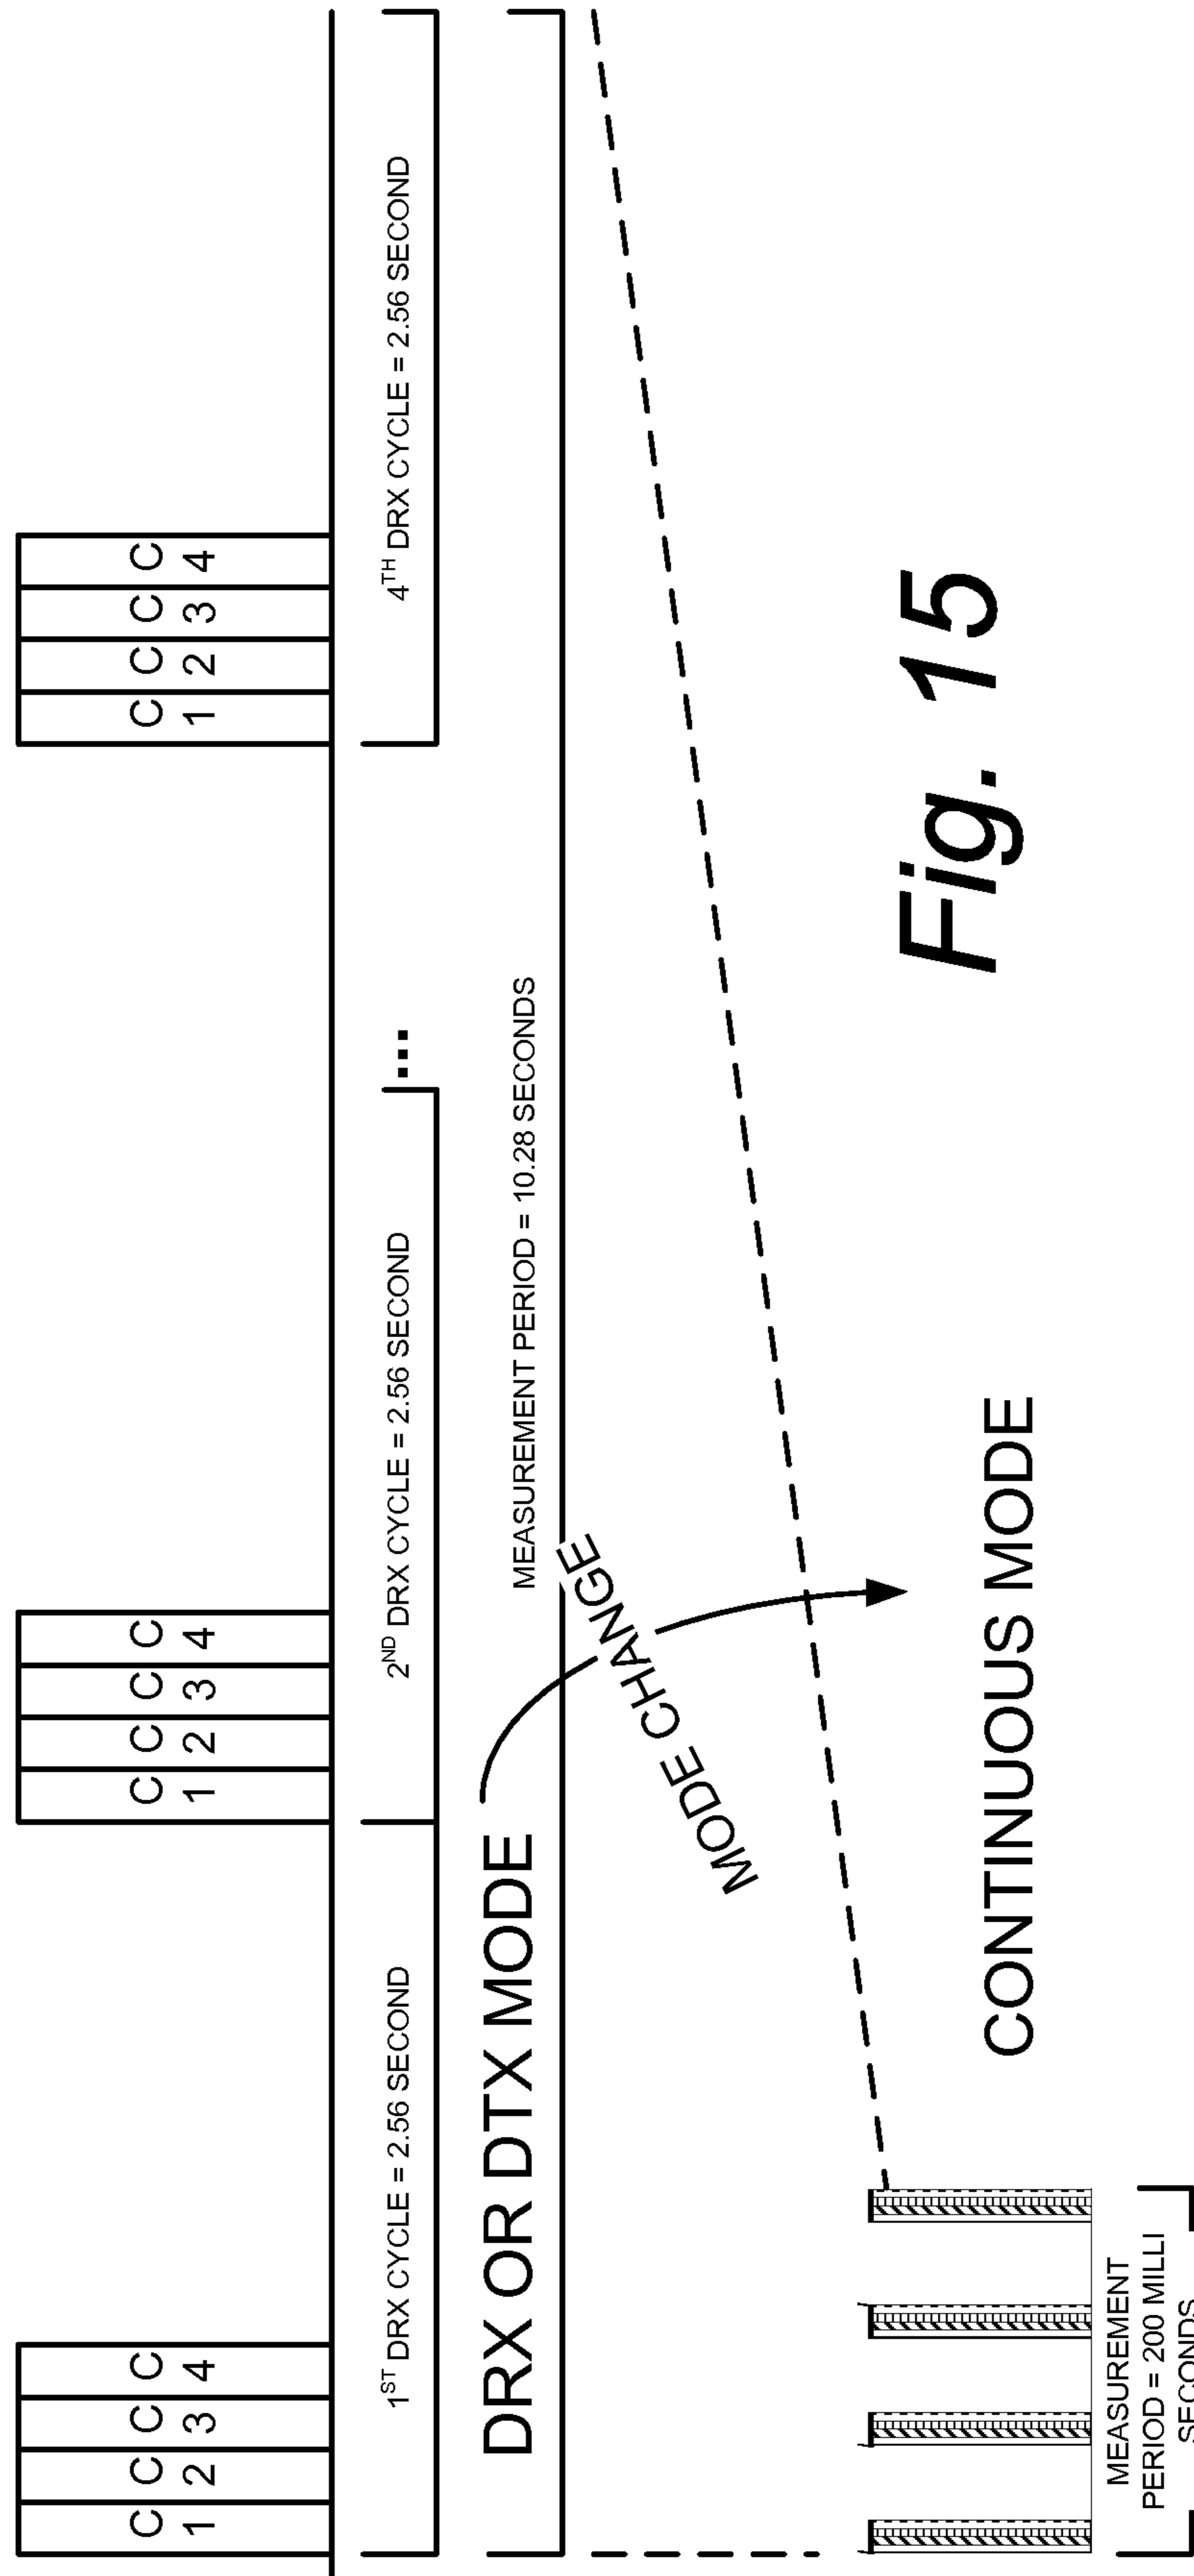 C C C C
1 2 3 4
C C C C
1 2 3 4
C C C C
1 2 3 4
1ST DRX CYCLE = 2.56 SECOND
2ND DRX CYCLE = 2.56 SECOND
...
4TH DRX CYCLE = 2.56 SECOND
DRX OR DTX MODE
MEASUREMENT PERIOD = 10.28 SECONDS
MODE CHANGE
CONTINUOUS MODE
MEASUREMENT
PERIOD = 200 MILLI
SECONDS
Fig. 15